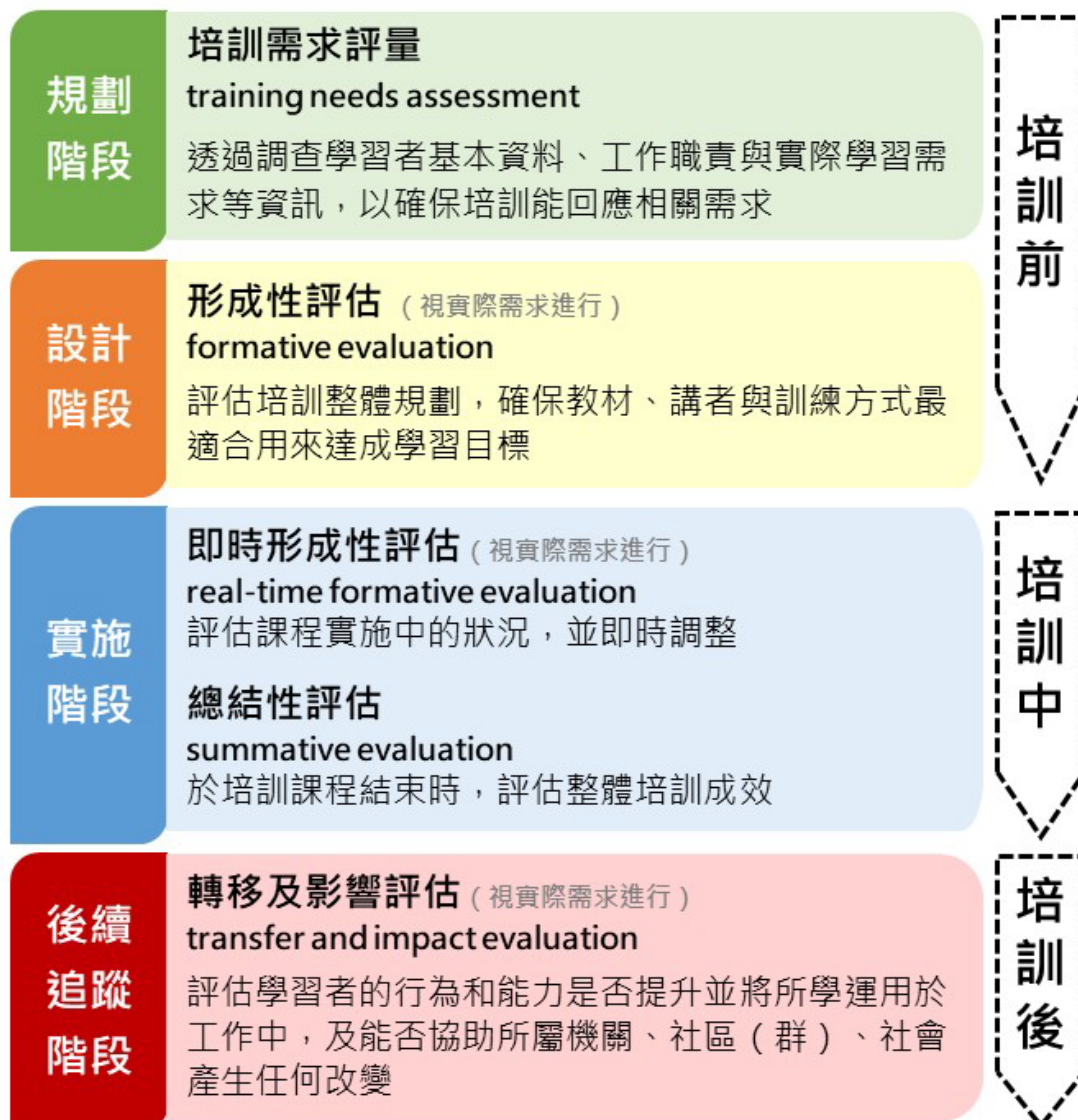 規劃
階段
培訓需求評量
training needs assessment
透過調查學習者基本資料、工作職責與實際學習需
求等資訊，以確保培訓能回應相關需求
培訓前
設計
階段
形成性評估（視實際需求進行）
formative evaluation
評估培訓整體規劃，確保教材、講者與訓練方式最
適合用來達成學習目標
實施
階段
即時形成性評估（視實際需求進行）
real-time formative evaluation
評估課程實施中的狀況，並即時調整
總結性評估
summative evaluation
於培訓課程結束時，評估整體培訓成效
培訓中
後續
追蹤
階段
轉移及影響評估（視實際需求進行）
transfer and impact evaluation
評估學習者的行為和能力是否提升並將所學運用於
工作中，及能否協助所屬機關、社區（群）、社會
產生任何改變
培訓後